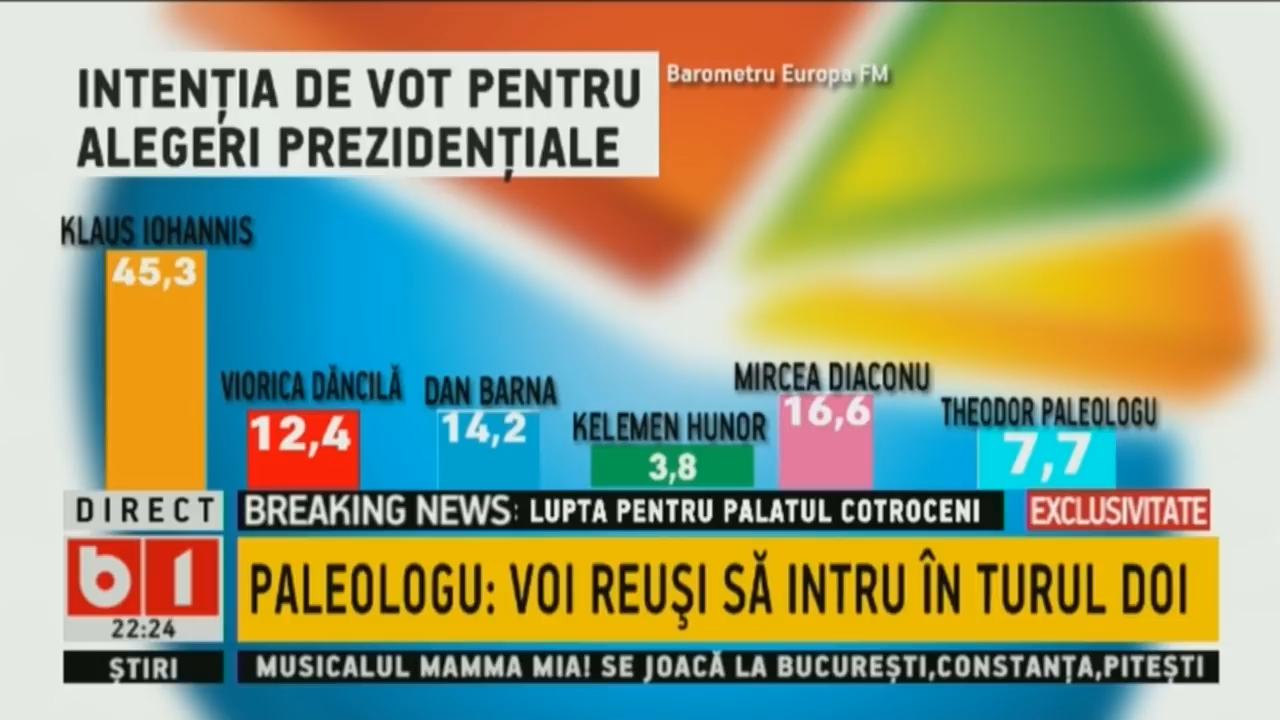 INTENȚIA DE VOT PENTRU
ALEGERI PREZIDENȚIALE
Barometru Europa FM
KLAUS IOHANNIS
45,3
VIORICA DĂNCILĂ
12,4
DAN BARNA
14,2
KELEMEN HUNOR
3,8
MIRCEA DIACONU
16,6
THEODOR PALEOLOGU
7,7
DIRECT
BREAKING NEWS: LUPTA PENTRU PALATUL COTROCENI
EXCLUSIVITATE
b1
PALEOLOGU: VOI REUŞI SĂ INTRU ÎN TURUL DOI
22:24
ȘTIRI
MUSICALUL MAMMA MIA! SE JOACĂ LA BUCUREȘTI,CONSTANȚA,PITEȘTI